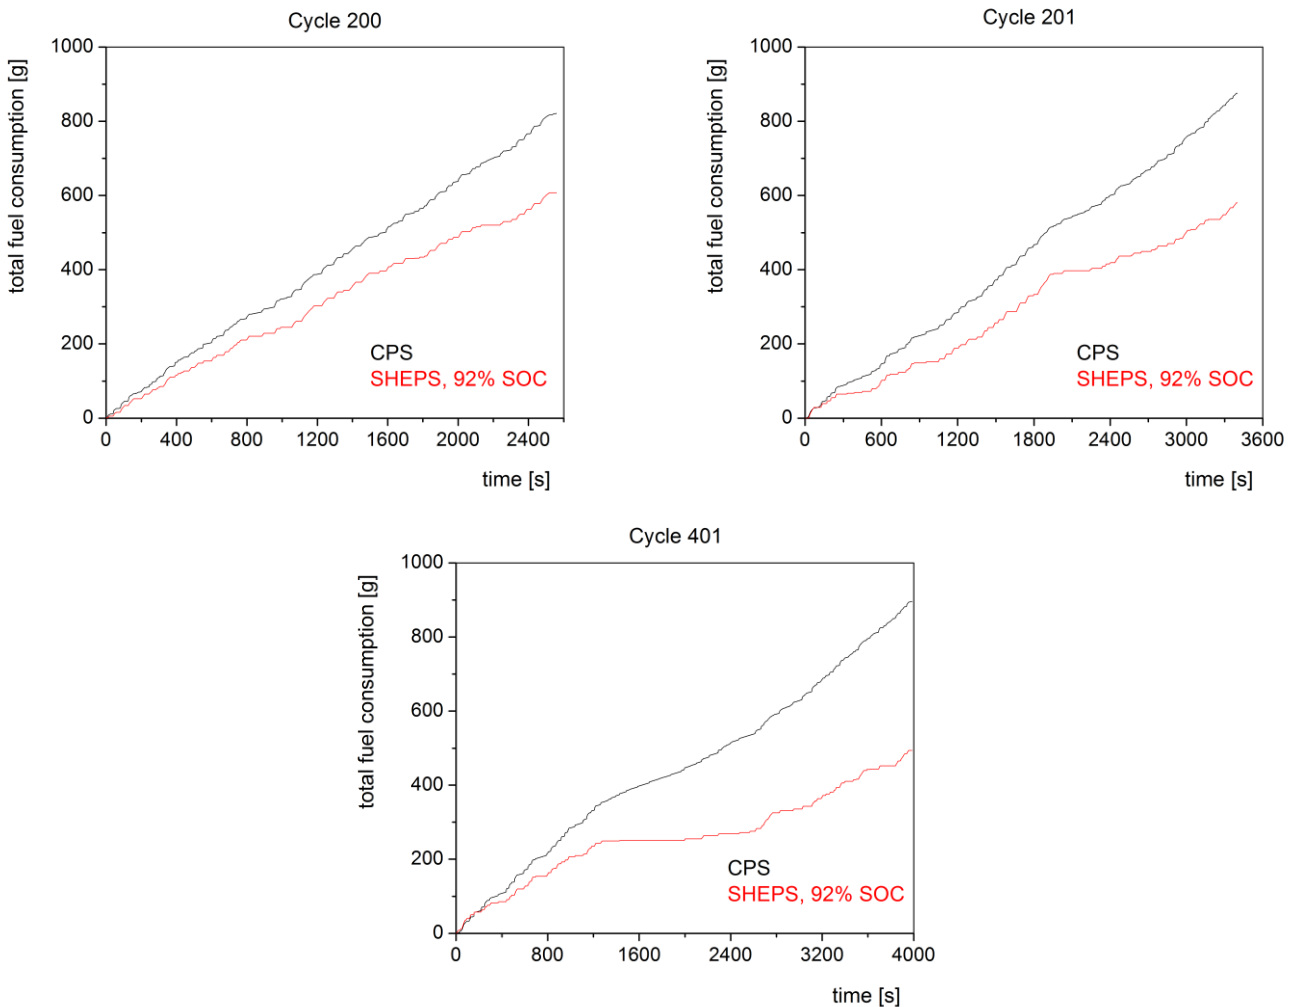 Cycle 200
total fuel consumption [g]
1000
800
600
400
200
0
0 400 800 1200 1600 2000 2400
time [s]
CPS
SHEPS, 92% SOC
Cycle 201
total fuel consumption [g]
1000
800
600
400
200
0
0 600 1200 1800 2400 3000 3600
time [s]
CPS
SHEPS, 92% SOC
Cycle 401
total fuel consumption [g]
1000
800
600
400
200
0
0 800 1600 2400 3200 4000
time [s]
CPS
SHEPS, 92% SOC